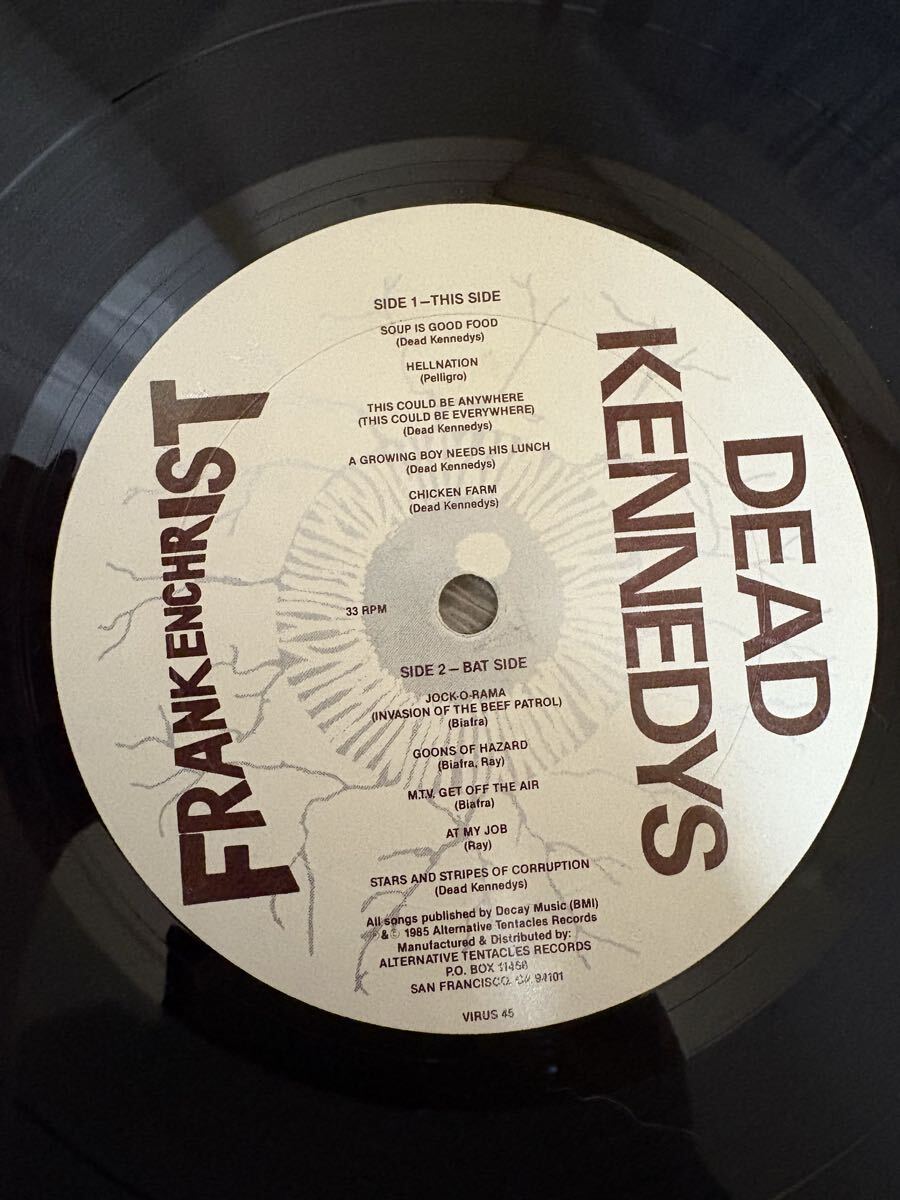 FRANKENCHRIST
DEAD
KENNEDYS
SIDE 1–THIS SIDE
SOUP IS GOOD FOOD
(Dead Kennedys)
HELLNATION
(Pelligro)
THIS COULD BE ANYWHERE
(THIS COULD BE EVERYWHERE)
(Dead Kennedys)
A GROWING BOY NEEDS HIS LUNCH
(Dead Kennedys)
CHICKEN FARM
(Dead Kennedys)
33 RPM
SIDE 2 – BAT SIDE
JOCK-O-RAMA
(INVASION OF THE BEEF PATROL)
(Biafra)
GOONS OF HAZARD
(Biafra, Ray)
M.T.V. GET OFF THE AIR
(Biafra)
AT MY JOB
(Ray)
STARS AND STRIPES OF CORRUPTION
(Dead Kennedys)
All songs published by Decay Music (BMI)
℗ & © 1985 Alternative Tentacles Records
Manufactured & Distributed by:
ALTERNATIVE TENTACLES RECORDS
P.O. BOX 11458
SAN FRANCISCO, CA 94101
VIRUS 45